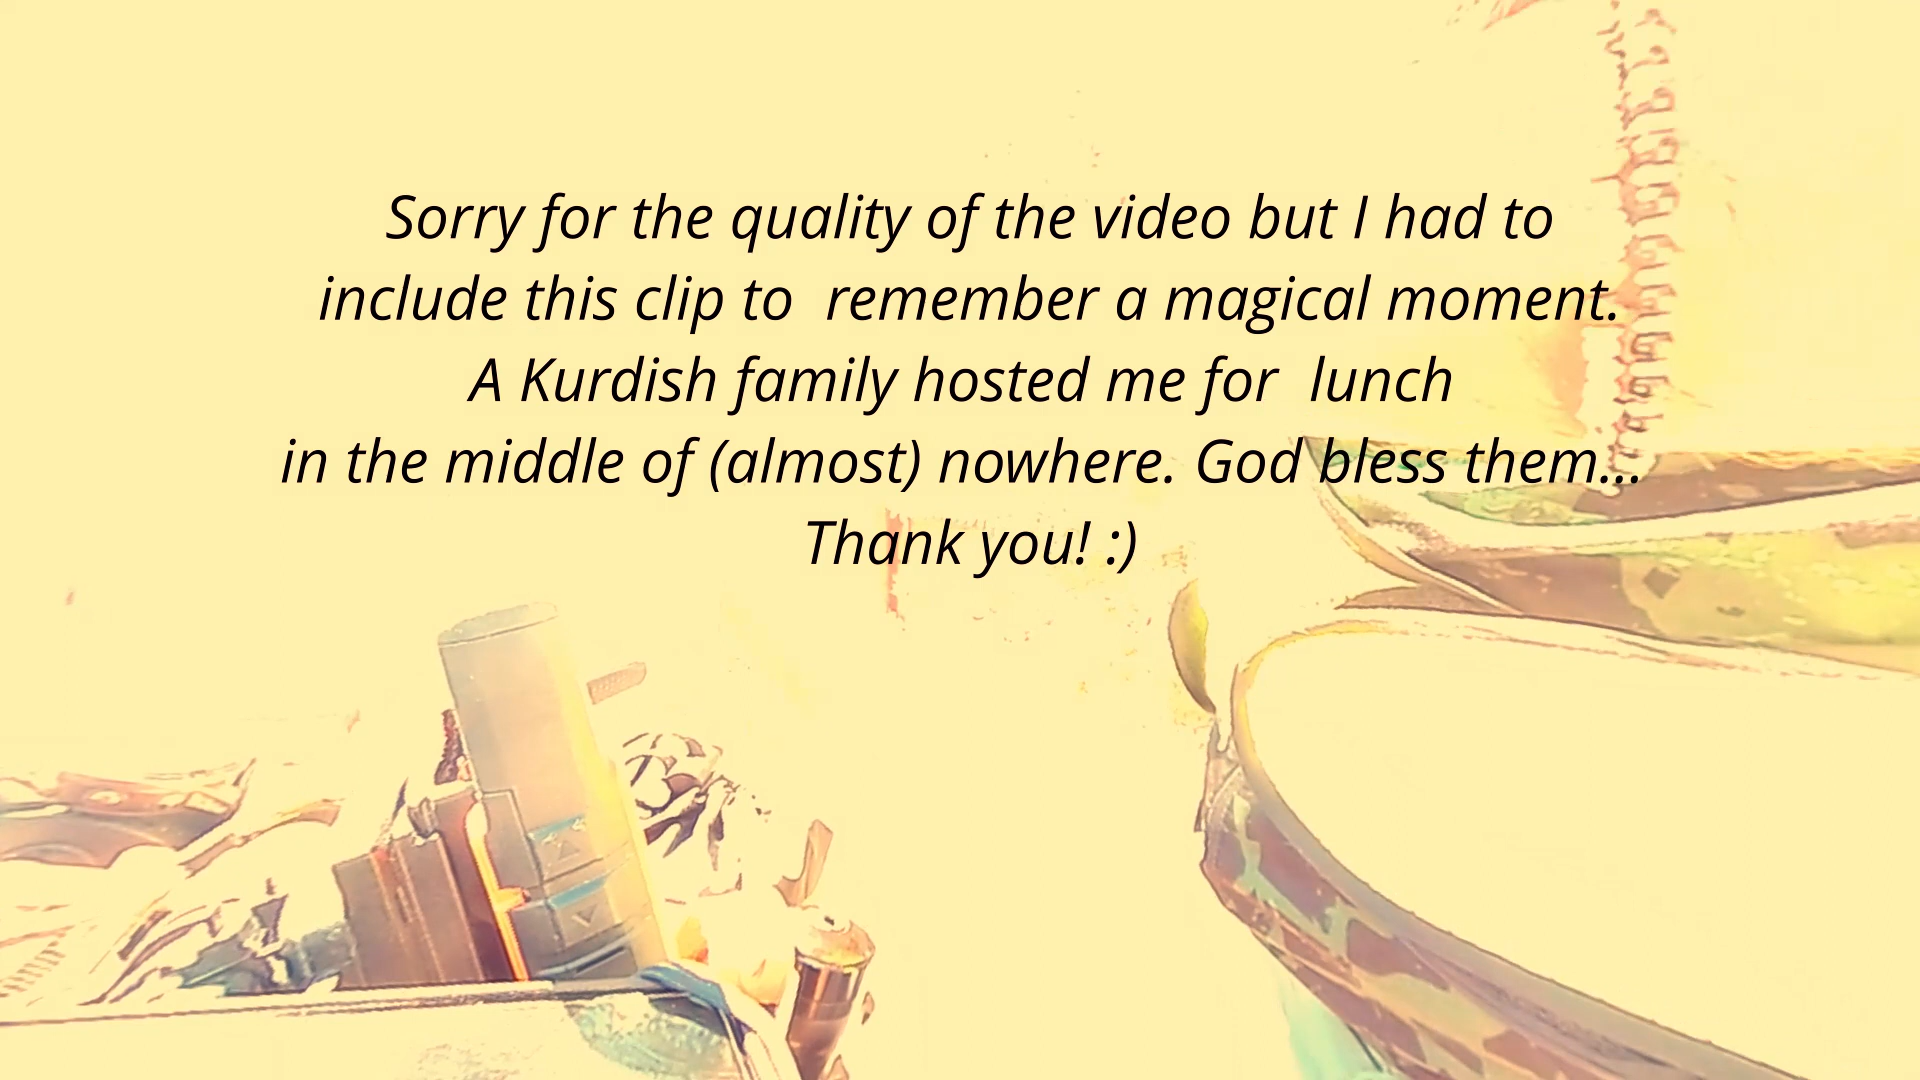 Sorry for the quality of the video but I had to
include this clip to  remember a magical moment.
A Kurdish family hosted me for  lunch
in the middle of (almost) nowhere. God bless them...
Thank you! :)